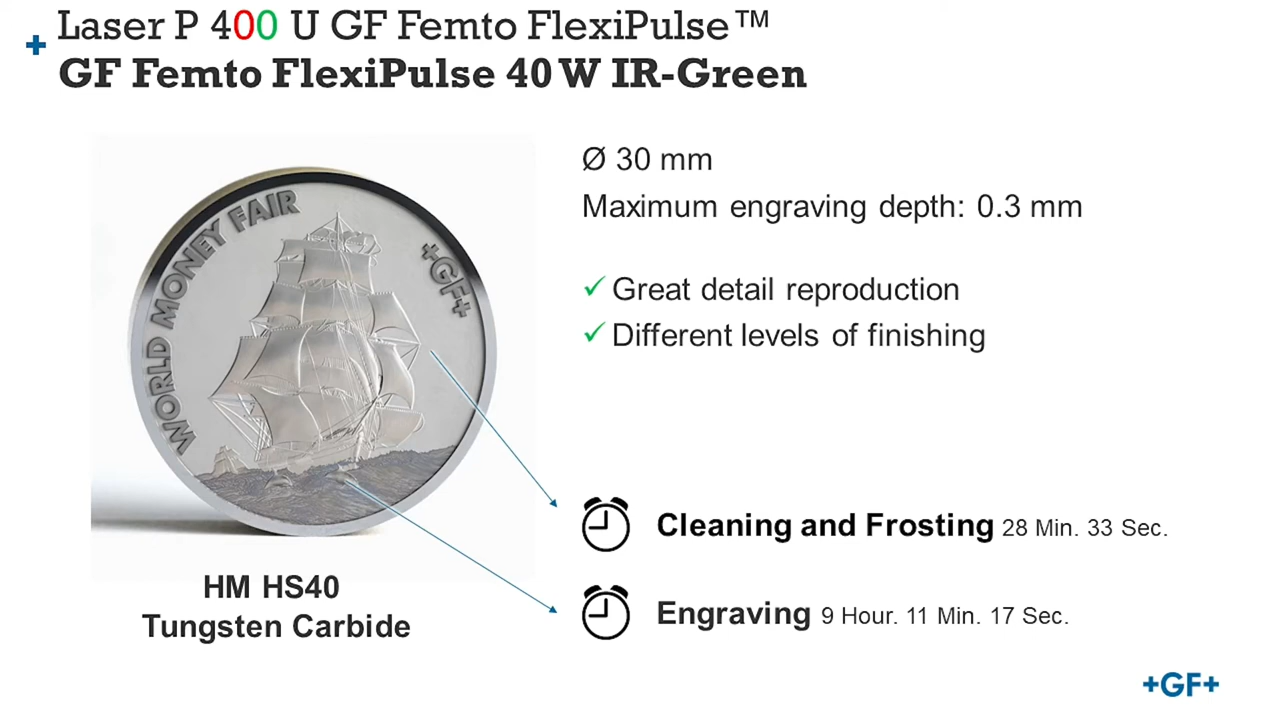 Laser P 400 U GF Femto FlexiPulse™
+ GF Femto FlexiPulse 40 W IR-Green
WORLD MONEY FAIR
+GF+
HM HS40
Tungsten Carbide
Ø 30 mm
Maximum engraving depth: 0.3 mm
✓ Great detail reproduction
✓ Different levels of finishing
Cleaning and Frosting 28 Min. 33 Sec.
Engraving 9 Hour. 11 Min. 17 Sec.
+GF+